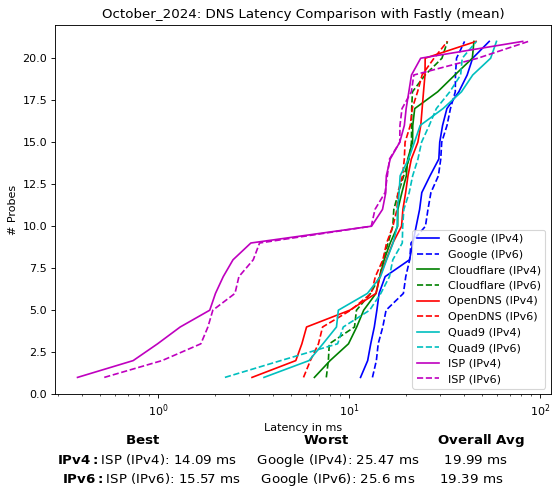 October_2024: DNS Latency Comparison with Fastly (mean)
# Probes
20.0
17.5
15.0
12.5
10.0
7.5
5.0
2.5
0.0
Google (IPv4)
Google (IPv6)
Cloudflare (IPv4)
Cloudflare (IPv6)
OpenDNS (IPv4)
OpenDNS (IPv6)
Quad9 (IPv4)
Quad9 (IPv6)
ISP (IPv4)
ISP (IPv6)
10⁰ 10¹ 10²
Latency in ms
Best Worst Overall Avg
IPv4: ISP (IPv4): 14.09 ms Google (IPv4): 25.47 ms 19.99 ms
IPv6: ISP (IPv6): 15.57 ms Google (IPv6): 25.6 ms 19.39 ms